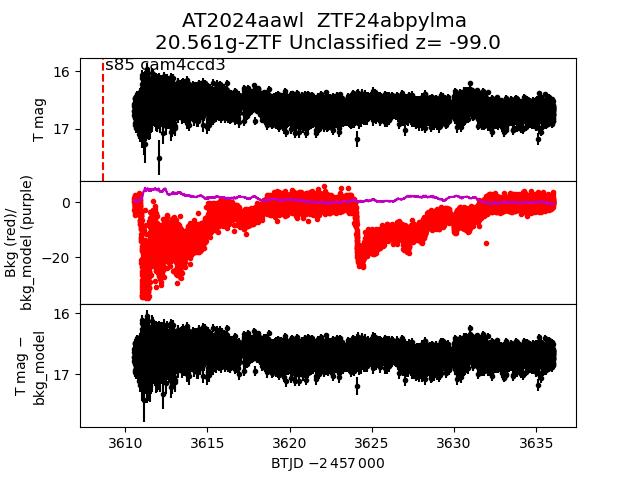 AT2024aawl  ZTF24abpylma
20.561g-ZTF Unclassified z= -99.0
s85 cam4ccd3
16
17
T mag
0
−20
Bkg (red)/
bkg_model (purple)
16
17
T mag −
bkg_model
3610
3615
3620
3625
3630
3635
BTJD −2 457 000